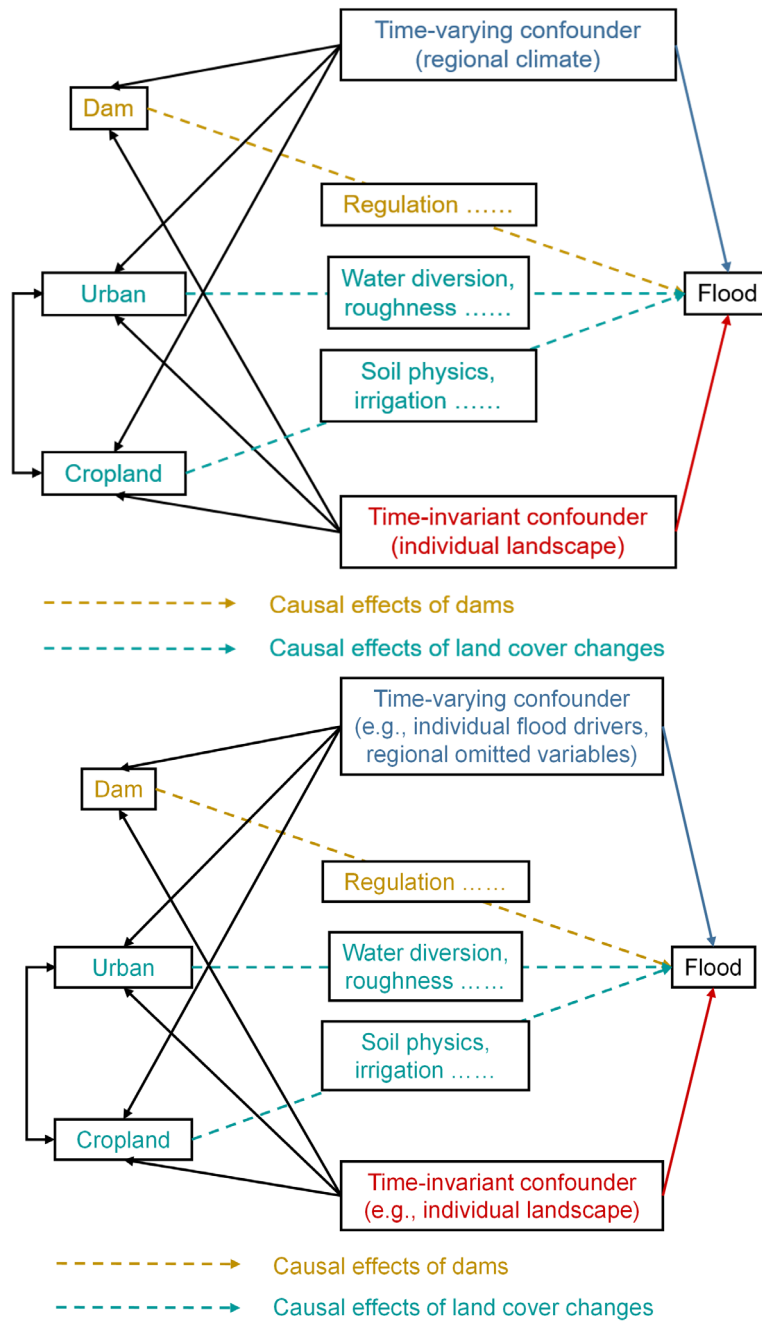 Time-varying confounder
(regional climate)
Dam
Regulation ......
Urban
Water diversion,
roughness ......
Flood
Soil physics,
irrigation ......
Cropland
Time-invariant confounder
(individual landscape)
Causal effects of dams
Causal effects of land cover changes
Time-varying confounder
(e.g., individual flood drivers,
regional omitted variables)
Dam
Regulation ......
Urban
Water diversion,
roughness ......
Flood
Soil physics,
irrigation ......
Cropland
Time-invariant confounder
(e.g., individual landscape)
Causal effects of dams
Causal effects of land cover changes